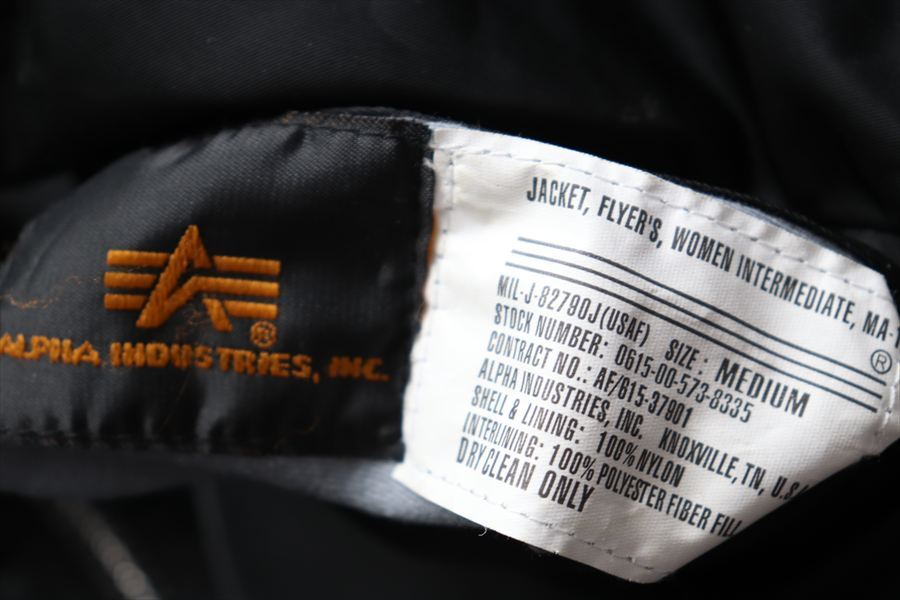 ALPHA INDUSTRIES, INC.
®
JACKET, FLYER'S, WOMEN INTERMEDIATE, MA-1
®
MIL-J-82790J(USAF) SIZE: MEDIUM
STOCK NUMBER: 0615-00-573-8335
CONTRACT NO.: AF/615-37901
ALPHA INDUSTRIES, INC. KNOXVILLE, TN, U.S.
SHELL & LINING: 100% NYLON
INTERLINING: 100% POLYESTER FIBER FILL
DRYCLEAN ONLY